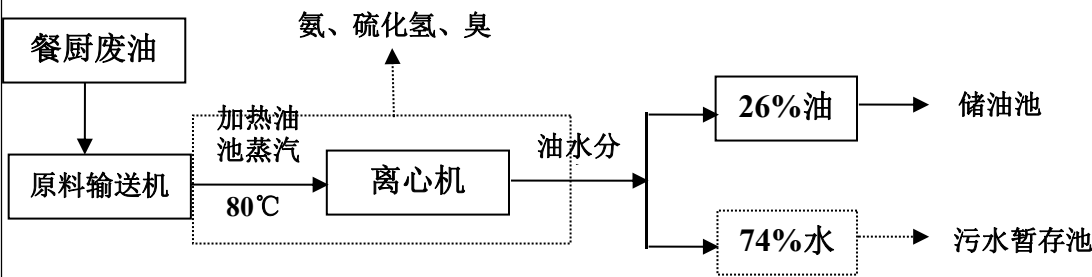 氨、硫化氢、臭
餐厨废油
加热油
池蒸汽
原料输送机
80℃
离心机
油水分
26%油
储油池
74%水
污水暂存池